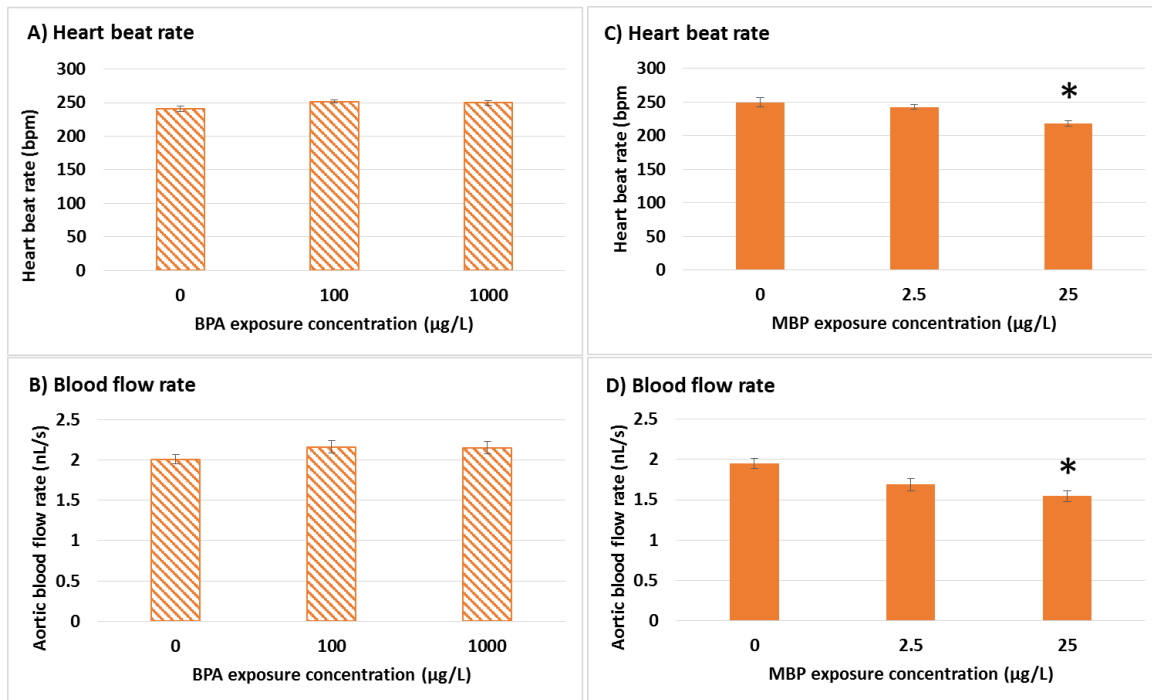 A) Heart beat rate
Heart beat rate (bpm)
300
250
200
150
100
50
0
0 100 1000
BPA exposure concentration (µg/L)
C) Heart beat rate
Heart beat rate (bpm
300
250
200
150
100
50
0
*
0 2.5 25
MBP exposure concentration (µg/L)
B) Blood flow rate
Aortic blood flow rate (nL/s)
2.5
2
1.5
1
0.5
0
0 100 1000
BPA exposure concentration (µg/L)
D) Blood flow rate
Aortic blood flow rate (nL/s)
2.5
2
1.5
1
0.5
0
*
0 2.5 25
MBP exposure concentration (µg/L)